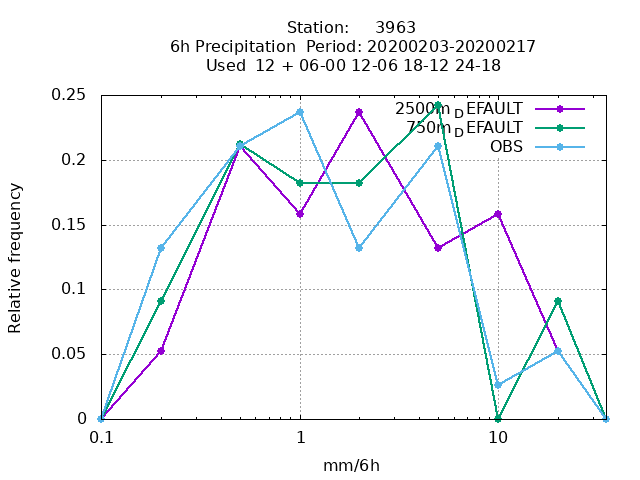 Station: 3963
6h Precipitation Period: 20200203-20200217
Used 12 + 06-00 12-06 18-12 24-18
2500m_DEFAULT
750m_DEFAULT
OBS
Relative frequency
0.25
0.2
0.15
0.1
0.05
0
0.1 1 10
mm/6h